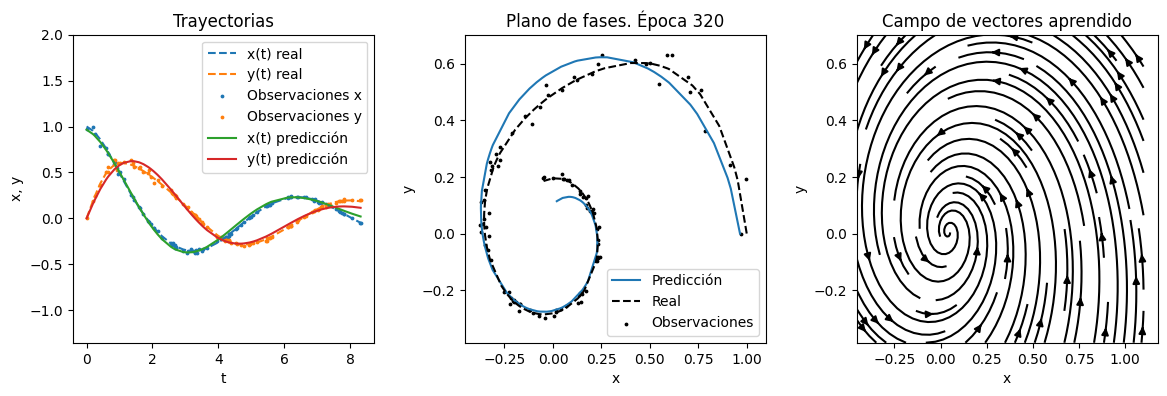 Trayectorias
2.0
1.5
1.0
0.5
0.0
−0.5
−1.0
x, y
0
2
4
6
8
t
x(t) real
y(t) real
Observaciones x
Observaciones y
x(t) predicción
y(t) predicción
Plano de fases. Época 320
0.6
0.4
0.2
0.0
−0.2
y
−0.25
0.00
0.25
0.50
0.75
1.00
x
Predicción
Real
Observaciones
Campo de vectores aprendido
0.6
0.4
0.2
0.0
−0.2
y
−0.25
0.00
0.25
0.50
0.75
1.00
x